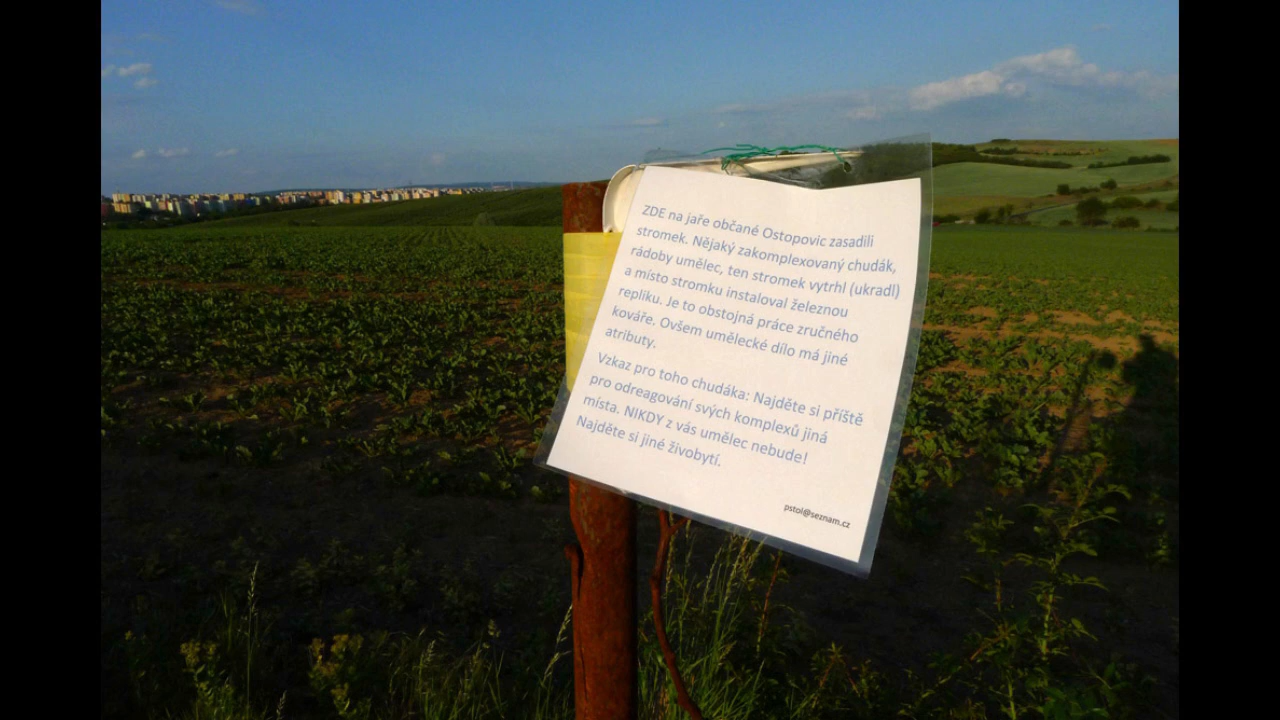 ZDE na jaře občané Ostopovic zasadili
stromek. Nějaký zakomplexovaný chudák,
rádoby umělec, ten stromek vytrhl (ukradl)
a místo stromku instaloval železnou
repliku. Je to obstojná práce zručného
kováře. Ovšem umělecké dílo má jiné
atributy.
Vzkaz pro toho chudáka: Najděte si příště
pro odreagování svých komplexů jiná
místa. NIKDY z vás umělec nebude!
Najděte si jiné živobytí.
pstol@seznam.cz